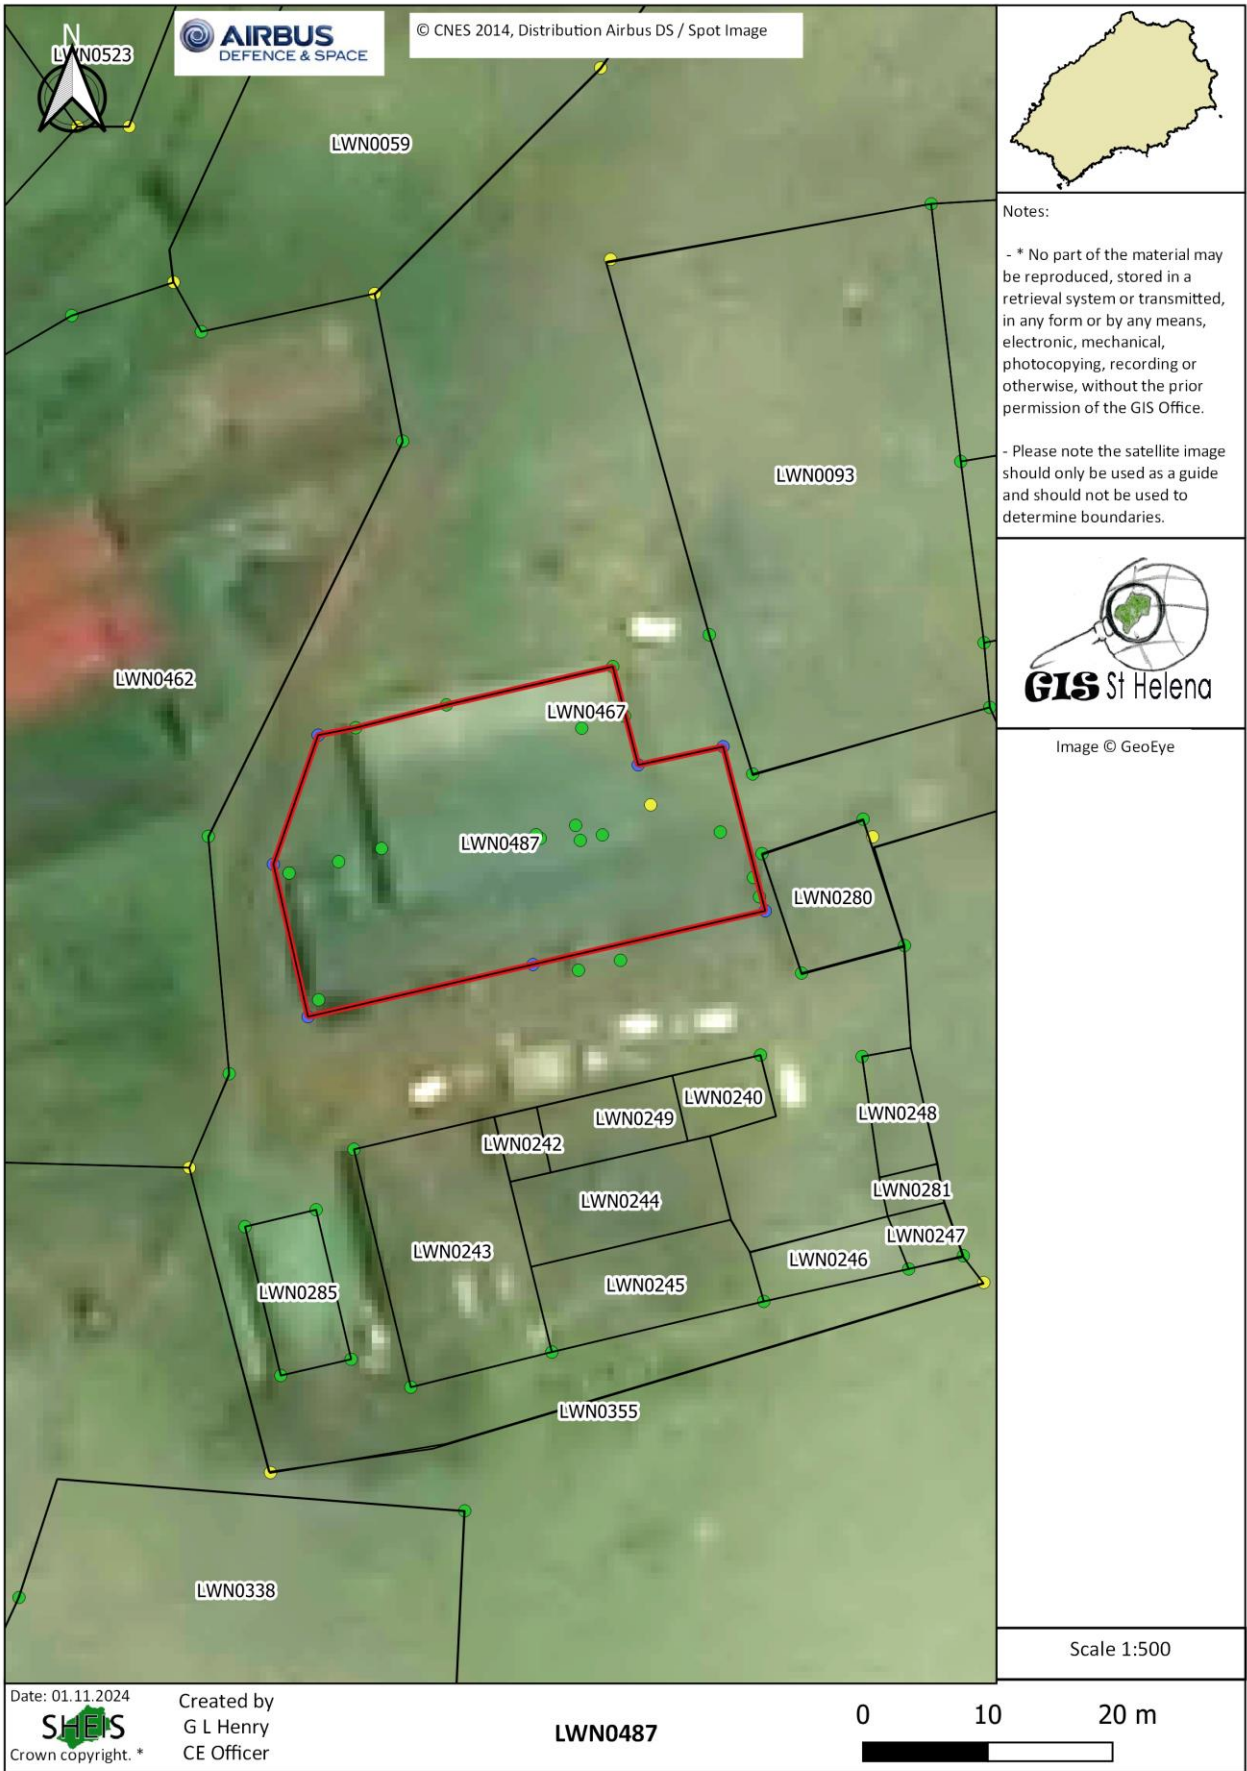 N
LWN0523
AIRBUS
DEFENCE & SPACE
© CNES 2014, Distribution Airbus DS / Spot Image
LWN0059
LWN0093
LWN0462
LWN0467
LWN0487
LWN0280
LWN0240
LWN0249
LWN0248
LWN0242
LWN0244
LWN0281
LWN0243
LWN0247
LWN0246
LWN0245
LWN0285
LWN0355
LWN0338
Notes:
- * No part of the material may
be reproduced, stored in a
retrieval system or transmitted,
in any form or by any means,
electronic, mechanical,
photocopying, recording or
otherwise, without the prior
permission of the GIS Office.
- Please note the satellite image
should only be used as a guide
and should not be used to
determine boundaries.
GIS St Helena
Image © GeoEye
Scale 1:500
Date: 01.11.2024
SHEIS
Crown copyright. *
Created by
G L Henry
CE Officer
LWN0487
0 10 20 m